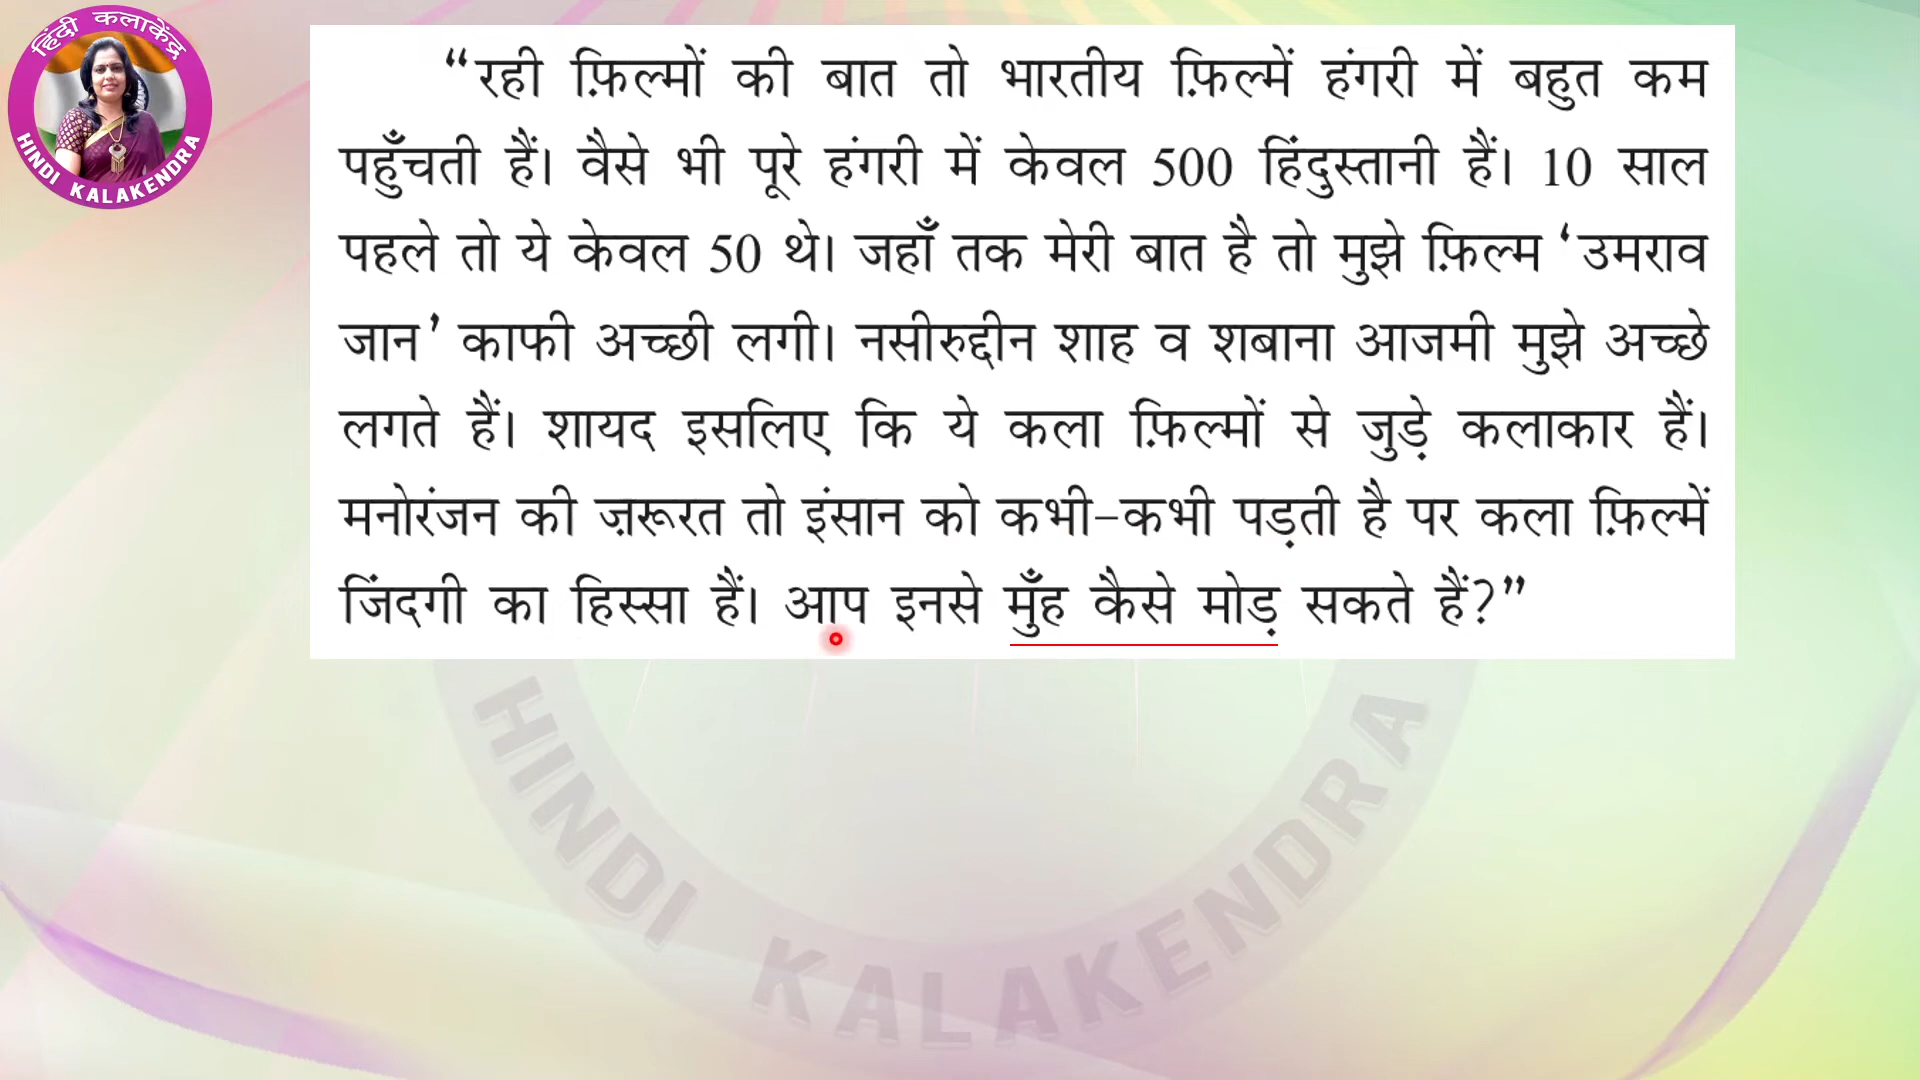 हिंदी कलाकेंद्र
HINDI KALAKENDRA
“रही फ़िल्मों की बात तो भारतीय फ़िल्में हंगरी में बहुत कम
पहुँचती हैं। वैसे भी पूरे हंगरी में केवल 500 हिंदुस्तानी हैं। 10 साल
पहले तो ये केवल 50 थे। जहाँ तक मेरी बात है तो मुझे फ़िल्म ‘उमराव
जान’ काफी अच्छी लगी। नसीरुद्दीन शाह व शबाना आजमी मुझे अच्छे
लगते हैं। शायद इसलिए कि ये कला फ़िल्मों से जुड़े कलाकार हैं।
मनोरंजन की ज़रूरत तो इंसान को कभी-कभी पड़ती है पर कला फ़िल्में
जिंदगी का हिस्सा हैं। आप इनसे मुँह कैसे मोड़ सकते हैं?”
HINDI KALAKENDRA